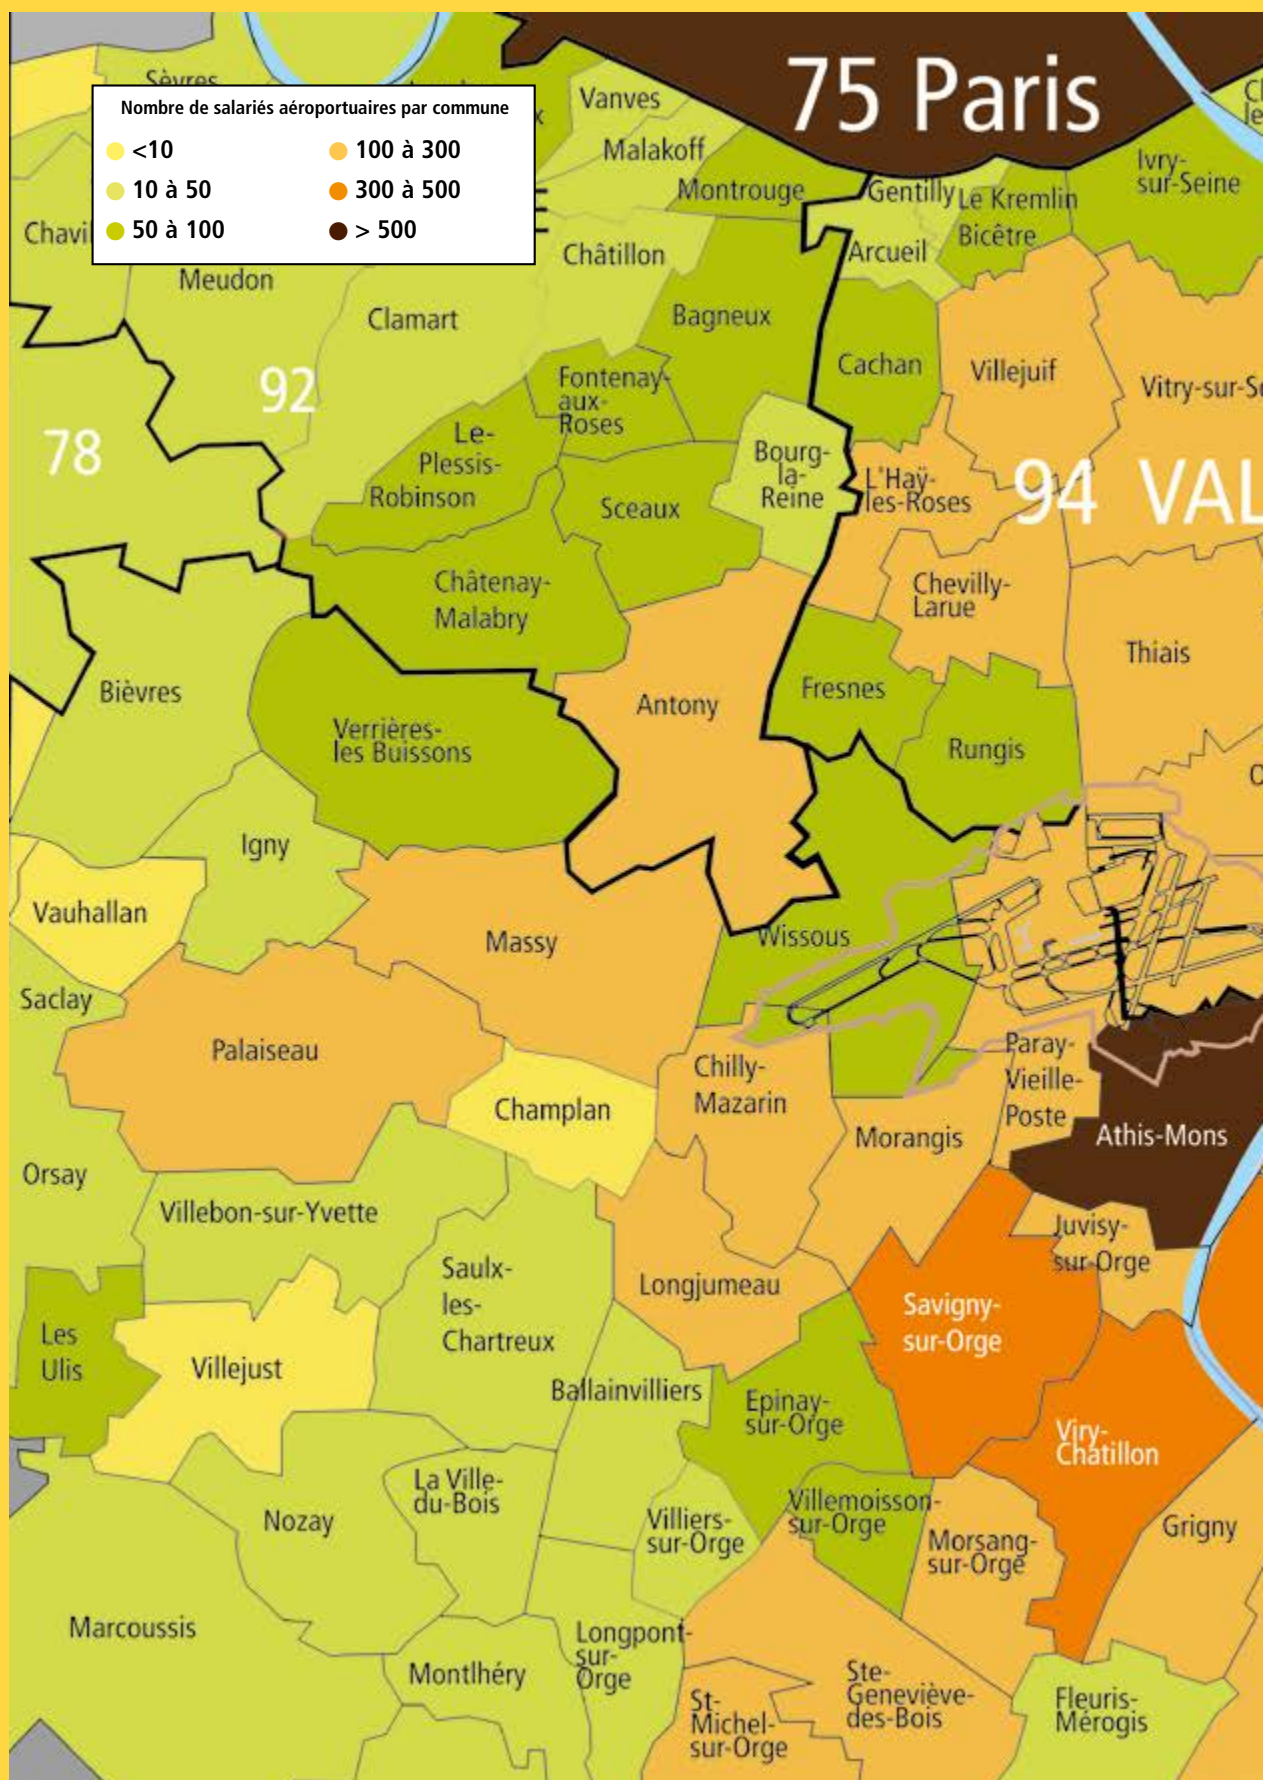 75 Paris
Sèvres
Nombre de salariés aéroportuaires par commune
<10
10 à 50
50 à 100
100 à 300
300 à 500
> 500
Vanves
Malakoff
Montrouge
Gentilly
Le Kremlin
Bicêtre
Ivry-
sur-Seine
Arcueil
Châtillon
Meudon
Clamart
Bagneux
Cachan
Villejuif
92
78
Fontenay-
aux-
Roses
Le-
Plessis-
Robinson
Sceaux
Bourg-
la-
Reine
L'Haÿ-
les-Roses
94 VAL
Châtenay-
Malabry
Chevilly-
Larue
Thiais
Bièvres
Antony
Fresnes
Verrières-
les Buissons
Rungis
Igny
Vauhallan
Massy
Wissous
Saclay
Palaiseau
Chilly-
Mazarin
Paray-
Vieille-
Poste
Champlan
Morangis
Athis-Mons
Orsay
Villebon-sur-Yvette
Juvisy-
sur-Orge
Saulx-
les-
Chartreux
Longjumeau
Savigny-
sur-Orge
Les
Ulis
Villejust
Ballainvilliers
Epinay-
sur-Orge
Viry-
Chatillon
La Ville-
du-Bois
Nozay
Villiers-
sur-Orge
Villemoisson-
sur-Orge
Morsang-
sur-Orge
Grigny
Marcoussis
Longpont-
sur-
Orge
Montlhéry
St-
Michel-
sur-Orge
Ste-
Geneviève-
des-Bois
Fleuris-
Mérogis